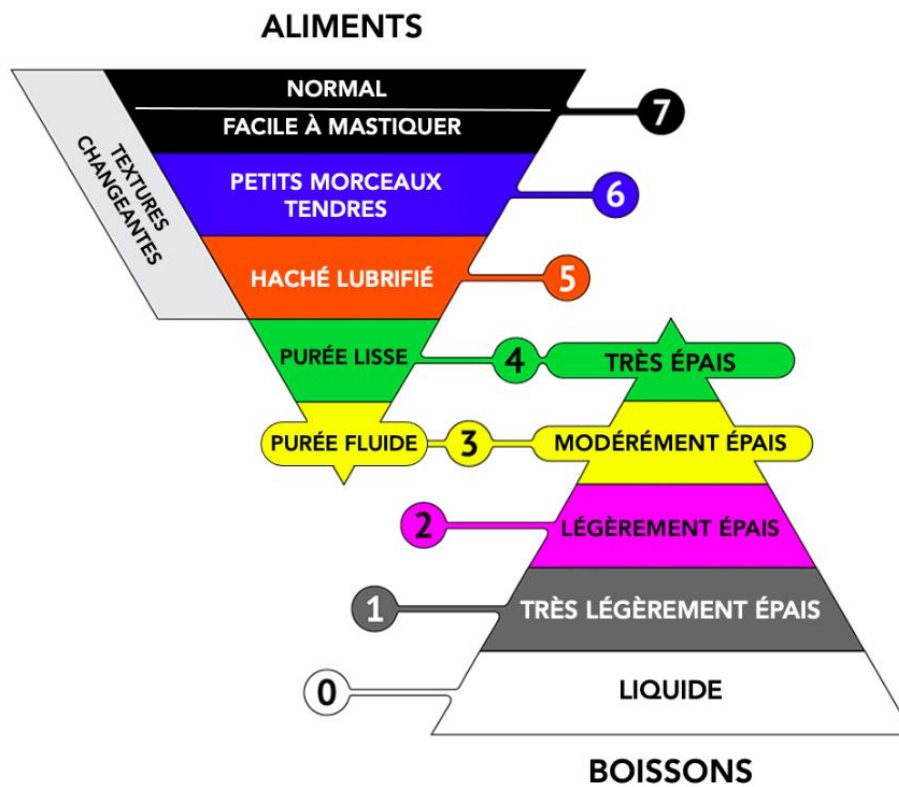 ALIMENTS
NORMAL
FACILE À MASTIQUER
7
TEXTURES
CHANGEANTES
PETITS MORCEAUX
TENDRES
6
HACHÉ LUBRIFIÉ
5
PURÉE LISSE
4
TRÈS ÉPAIS
PURÉE FLUIDE
3
MODÉRÉMENT ÉPAIS
2
LÉGÈREMENT ÉPAIS
1
TRÈS LÉGÈREMENT ÉPAIS
0
LIQUIDE
BOISSONS